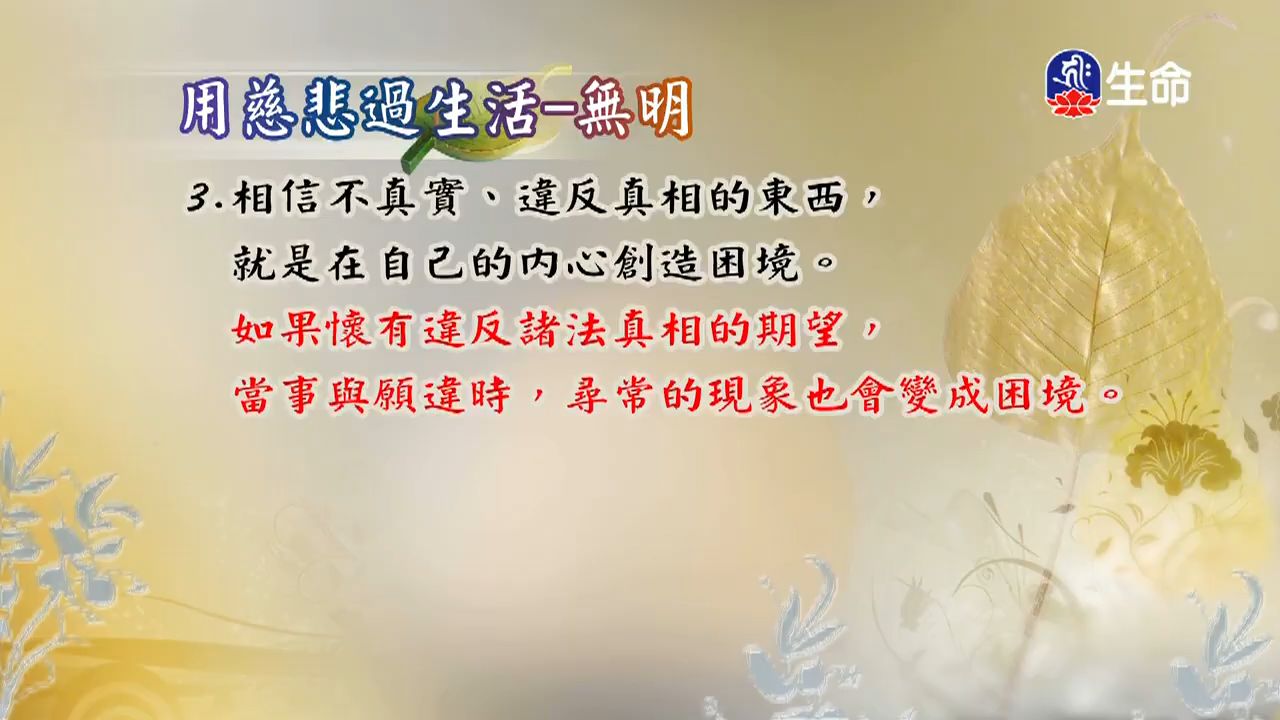 用慈悲過生活-無明
生命
3.相信不真實、違反真相的東西，
就是在自己的內心創造困境。
如果懷有違反諸法真相的期望，
當事與願違時，尋常的現象也會變成困境。